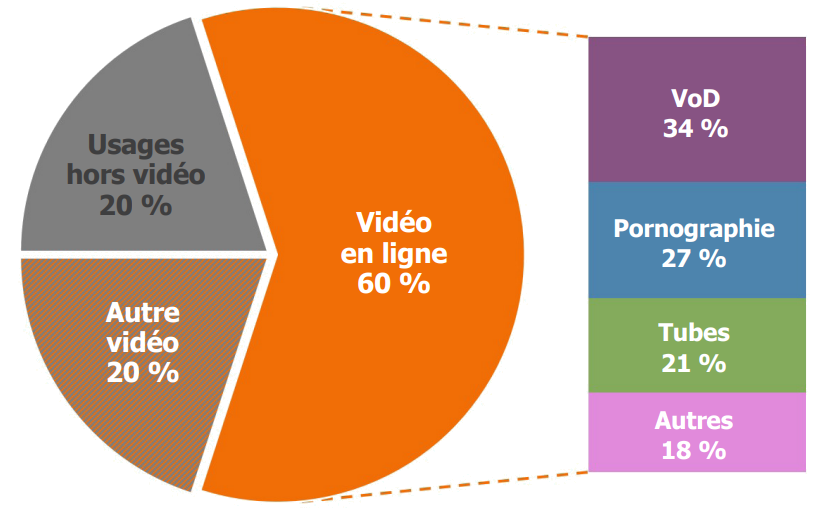 Usages
hors vidéo
20 %
Autre
vidéo
20 %
Vidéo
en ligne
60 %
VoD
34 %
Pornographie
27 %
Tubes
21 %
Autres
18 %